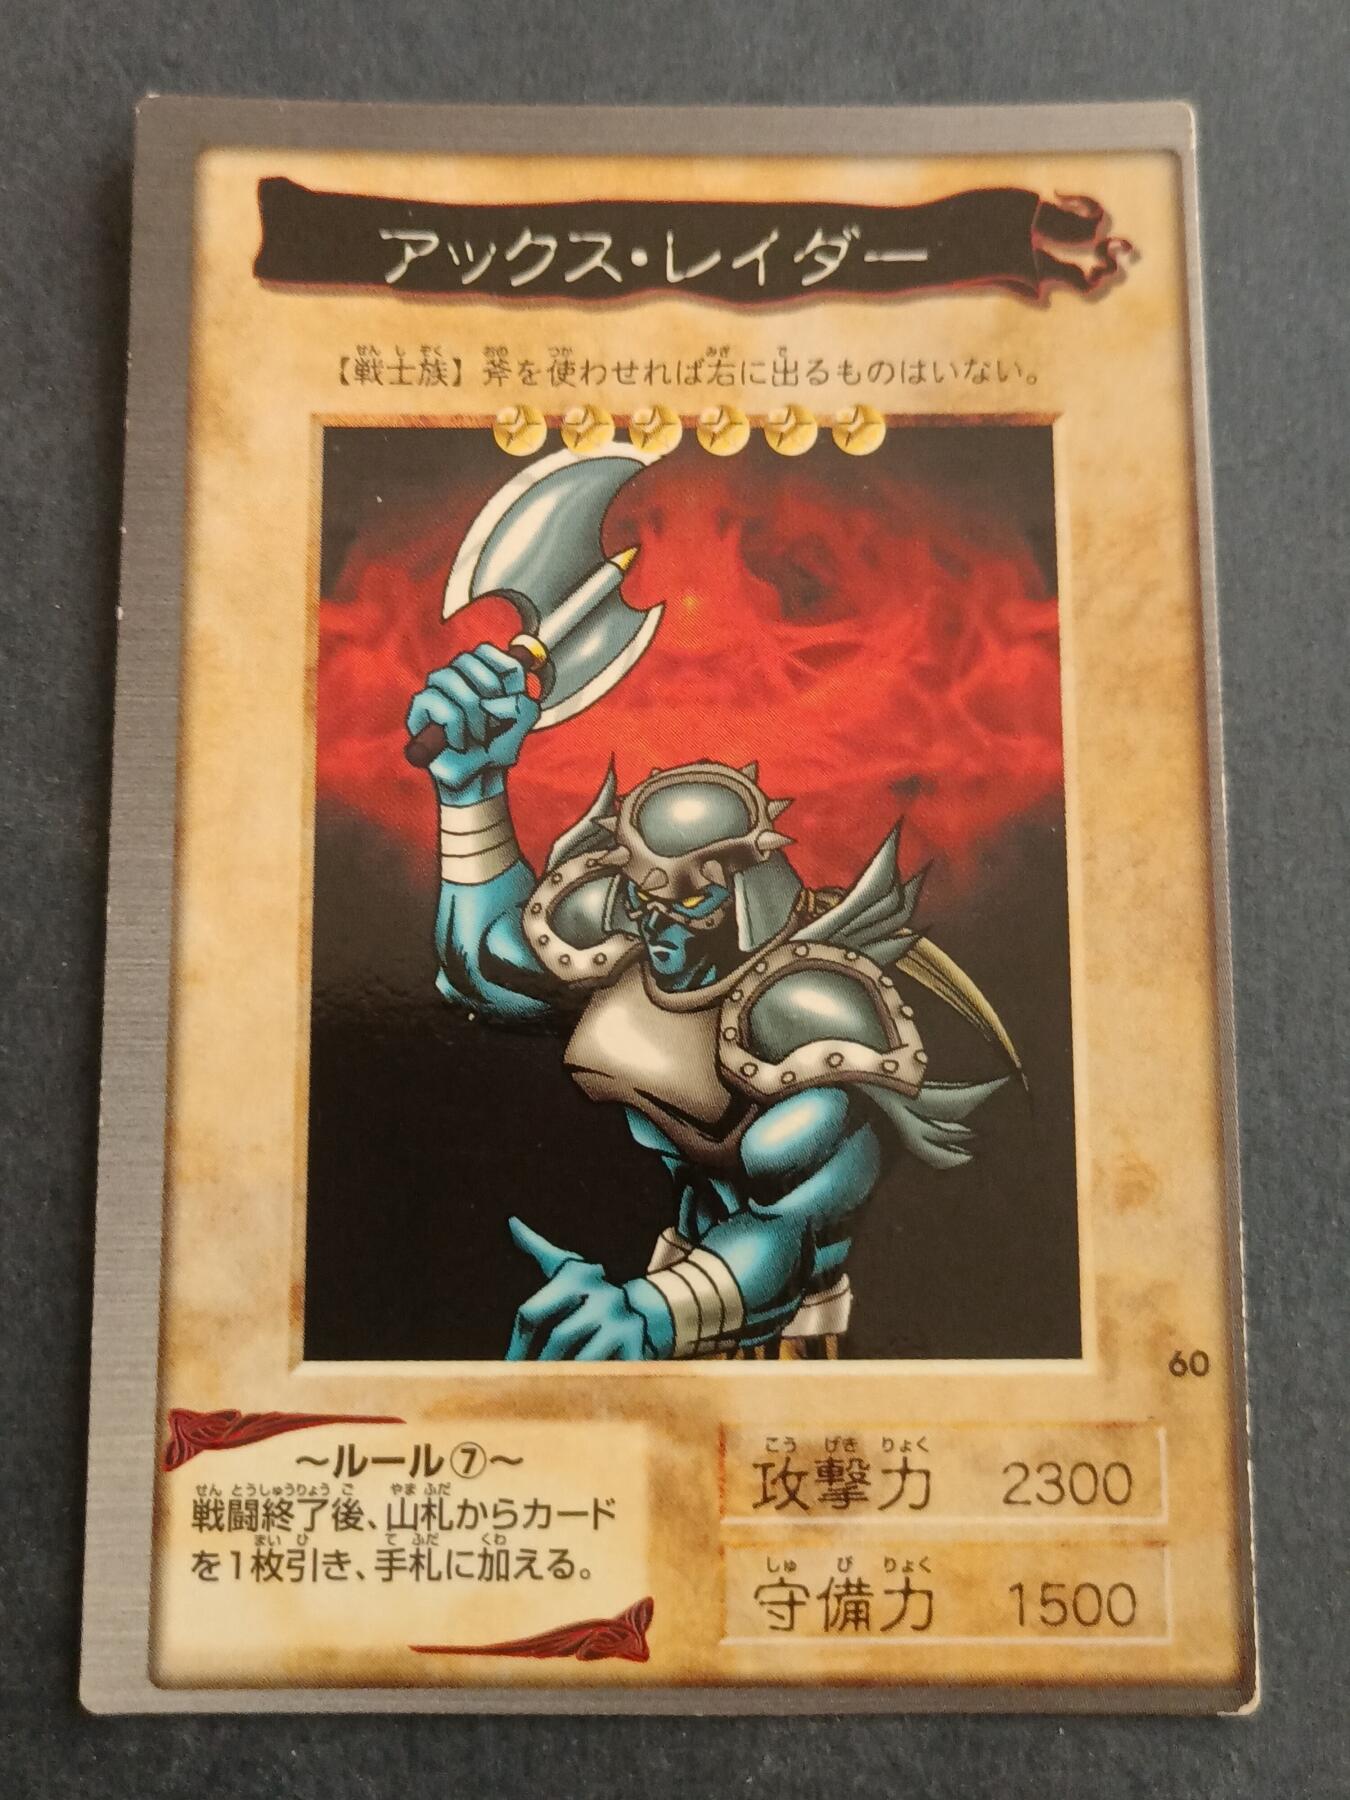 アックス・レイダー
【戦士族】斧を使わせれば右に出るものはいない。
60
〜ルール⑦〜
戦闘終了後、山札からカード
を1枚引き、手札に加える。
攻撃力 2300
守備力 1500